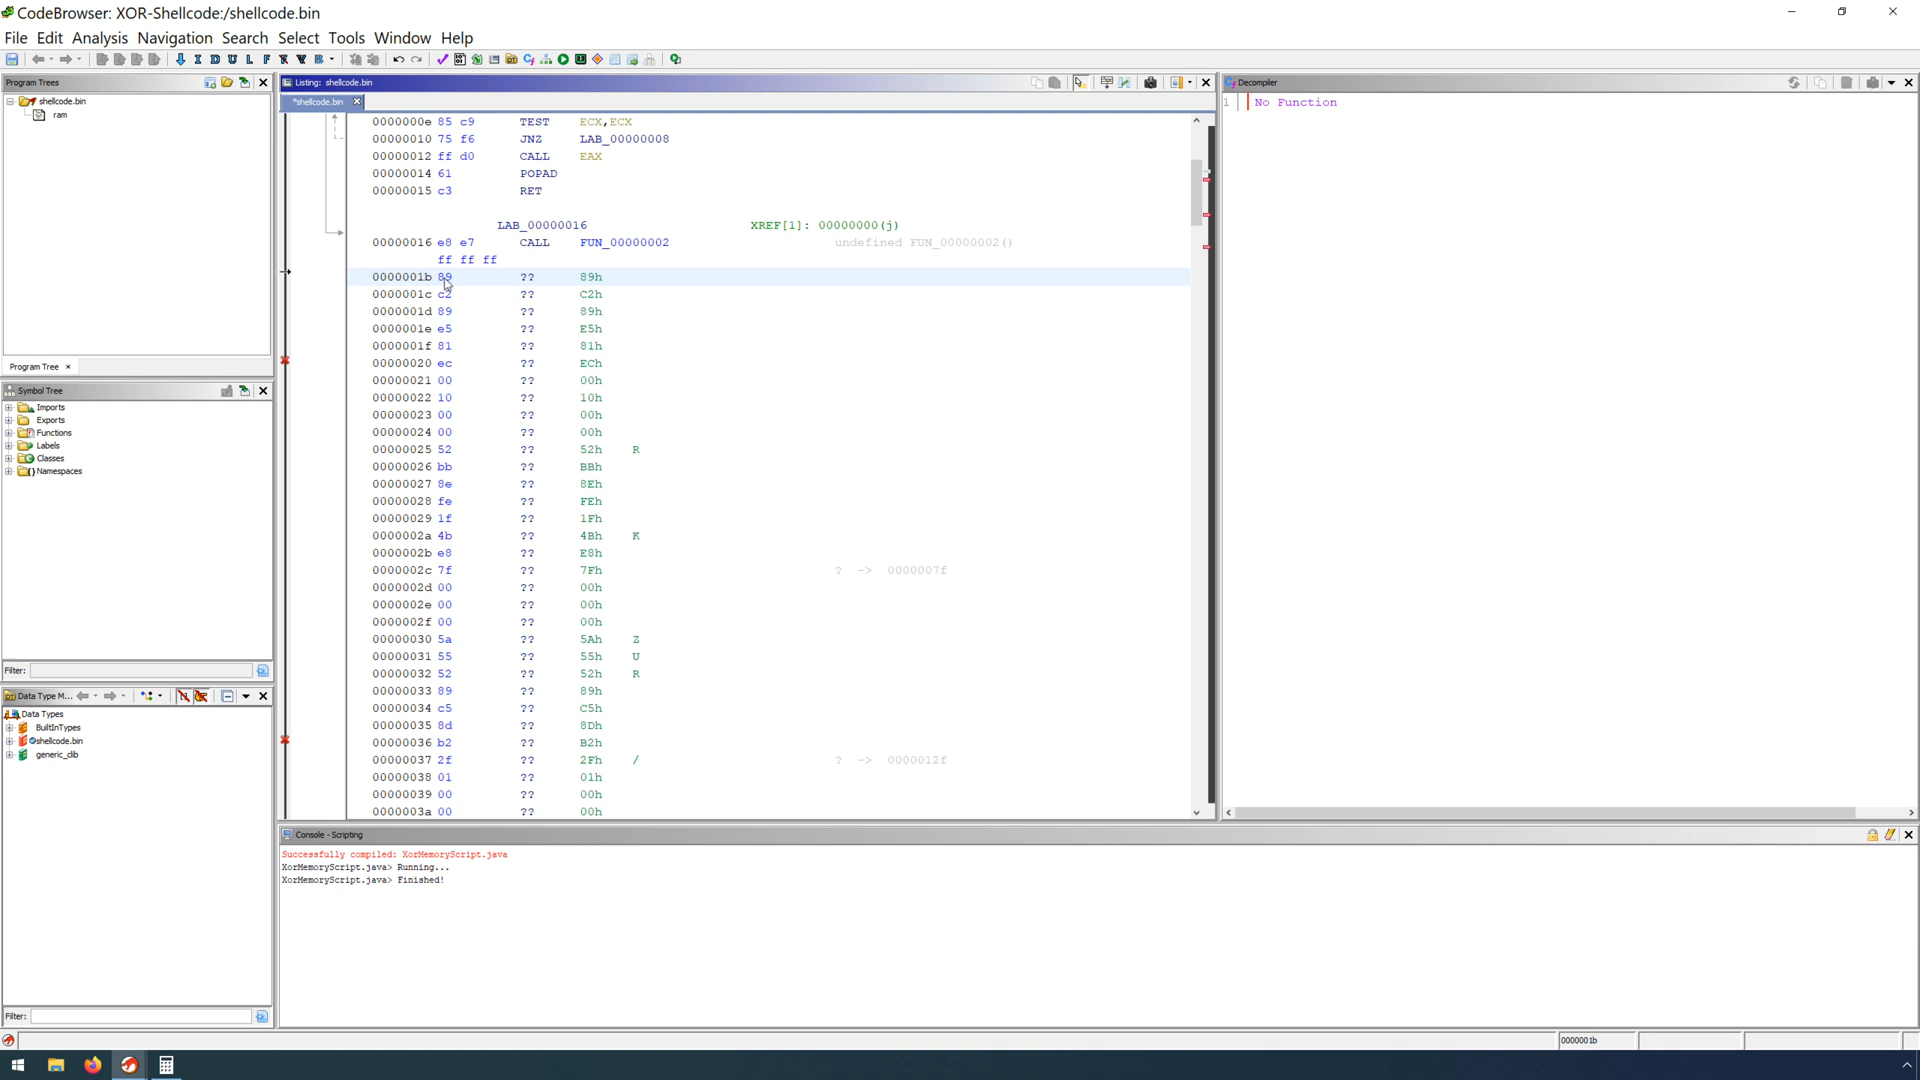 CodeBrowser: XOR-Shellcode:/shellcode.bin
File Edit Analysis Navigation Search Select Tools Window Help
Program Trees
shellcode.bin
ram
Program Tree ×
Symbol Tree
Imports
Exports
Functions
Labels
Classes
Namespaces
Filter:
Data Type M...
Data Types
BuiltInTypes
shellcode.bin
generic_clib
Filter:
Listing: shellcode.bin
*shellcode.bin
0000000e 85 c9 TEST ECX,ECX
00000010 75 f6 JNZ LAB_00000008
00000012 ff d0 CALL EAX
00000014 61 POPAD
00000015 c3 RET
LAB_00000016 XREF[1]: 00000000(j)
00000016 e8 e7 CALL FUN_00000002 undefined FUN_00000002()
ff ff ff
0000001b 89 ?? 89h
0000001c c2 ?? C2h
0000001d 89 ?? 89h
0000001e e5 ?? E5h
0000001f 81 ?? 81h
00000020 ec ?? ECh
00000021 00 ?? 00h
00000022 10 ?? 10h
00000023 00 ?? 00h
00000024 00 ?? 00h
00000025 52 ?? 52h R
00000026 bb ?? BBh
00000027 8e ?? 8Eh
00000028 fe ?? FEh
00000029 1f ?? 1Fh
0000002a 4b ?? 4Bh K
0000002b e8 ?? E8h
0000002c 7f ?? 7Fh ? -> 0000007f
0000002d 00 ?? 00h
0000002e 00 ?? 00h
0000002f 00 ?? 00h
00000030 5a ?? 5Ah Z
00000031 55 ?? 55h U
00000032 52 ?? 52h R
00000033 89 ?? 89h
00000034 c5 ?? C5h
00000035 8d ?? 8Dh
00000036 b2 ?? B2h
00000037 2f ?? 2Fh / ? -> 0000012f
00000038 01 ?? 01h
00000039 00 ?? 00h
0000003a 00 ?? 00h
Decompiler
1 No Function
Console - Scripting
Successfully compiled: XorMemoryScript.java
XorMemoryScript.java> Running...
XorMemoryScript.java> Finished!
0000001b